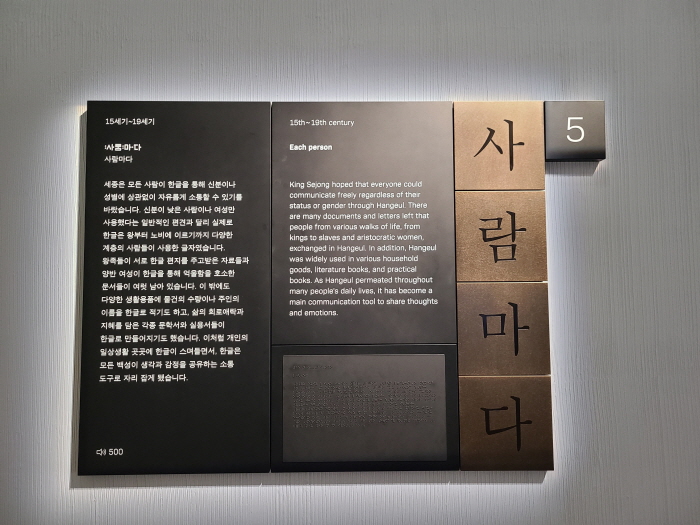 15세기~19세기
:사ᄅᆞᆷ:마·다
사람마다
세종은 모든 사람이 한글을 통해 신분이나
성별에 상관없이 자유롭게 소통할 수 있기를
바랐습니다. 신분이 낮은 사람이나 여성만
사용했다는 일반적인 편견과 달리 실제로
한글은 왕부터 노비에 이르기까지 다양한
계층의 사람들이 사용한 글자였습니다.
왕족들이 서로 한글 편지를 주고받은 자료들과
양반 여성이 한글을 통해 억울함을 호소한
문서들이 여럿 남아 있습니다. 이 밖에도
다양한 생활용품에 물건의 수량이나 주인의
이름을 한글로 적기도 하고, 삶의 희로애락과
지혜를 담은 각종 문학서와 실용서들이
한글로 만들어지기도 했습니다. 이처럼 개인의
일상생활 곳곳에 한글이 스며들면서, 한글은
모든 백성이 생각과 감정을 공유하는 소통
도구로 자리 잡게 됐습니다.
500
15th~19th century
Each person
King Sejong hoped that everyone could
communicate freely regardless of their
status or gender through Hangeul. There
are many documents and letters left that
people from various walks of life, from
kings to slaves and aristocratic women,
exchanged in Hangeul. In addition, Hangeul
was widely used in various household
goods, literature books, and practical
books. As Hangeul permeated throughout
many people's daily lives, it has become a
main communication tool to share thoughts
and emotions.
사
람
마
다
5